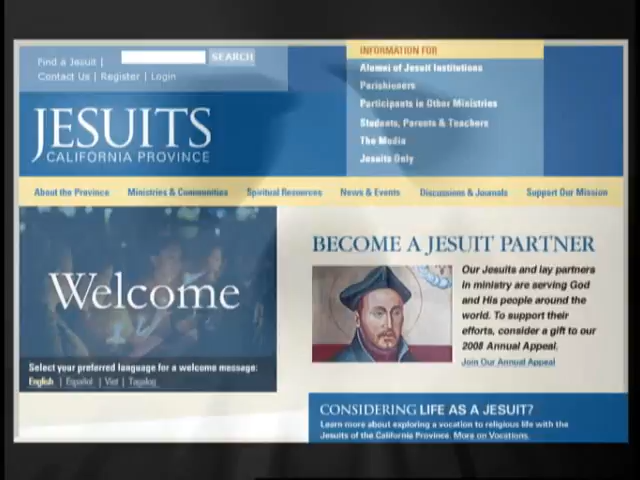 Find a Jesuit |
SEARCH
Contact Us | Register | Login
INFORMATION FOR
Alumni of Jesuit Institutions
Parishioners
Participants in Other Ministries
Students, Parents & Teachers
The Media
Jesuits Only
JESUITS
CALIFORNIA PROVINCE
About the Province
Ministries & Communities
Spiritual Resources
News & Events
Discussions & Journals
Support Our Mission
Welcome
Select your preferred language for a welcome message:
English | Español | Viet | Tagalog
BECOME A JESUIT PARTNER
Our Jesuits and lay partners
in ministry are serving God
and His people around the
world. To support their
efforts, consider a gift to our
2008 Annual Appeal.
Join Our Annual Appeal
CONSIDERING LIFE AS A JESUIT?
Learn more about exploring a vocation to religious life with the
Jesuits of the California Province. More on Vocations.